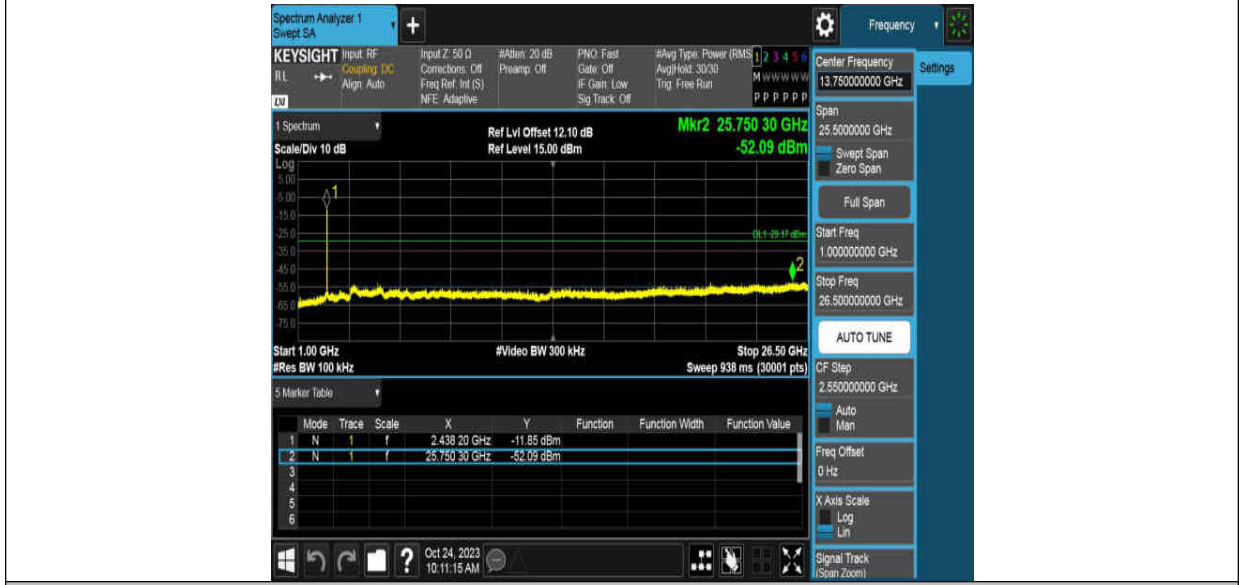 Spectrum Analyzer 1
Swept SA
Frequency
KEYSIGHT
RL
LXI
Input: RF
Coupling: DC
Align: Auto
Input Z: 50 Ω
Corrections: Off
Freq Ref: Int (S)
NFE: Adaptive
#Atten: 20 dB
Preamp: Off
PNO: Fast
Gate: Off
IF Gain: Low
Sig Track: Off
#Avg Type: Power (RMS
Avg|Hold: 30/30
Trig: Free Run
1 2 3 4 5 6
M W W W W W
P P P P P P
Center Frequency
13.750000000 GHz
Settings
Span
25.5000000 GHz
Swept Span
Zero Span
Full Span
Start Freq
1.000000000 GHz
Stop Freq
26.500000000 GHz
AUTO TUNE
CF Step
2.550000000 GHz
Auto
Man
Freq Offset
0 Hz
X Axis Scale
Log
Lin
Signal Track
(Span Zoom)
1 Spectrum
Scale/Div 10 dB
Ref Lvl Offset 12.10 dB
Ref Level 15.00 dBm
Mkr2 25.750 30 GHz
-52.09 dBm
Log
5.00
-5.00
-15.0
-25.0
-35.0
-45.0
-55.0
-65.0
-75.0
1
DL1 -29.17 dBm
2
Start 1.00 GHz
#Video BW 300 kHz
Stop 26.50 GHz
#Res BW 100 kHz
Sweep 938 ms (30001 pts)
5 Marker Table
Mode Trace Scale X Y Function Function Width Function Value
1 N 1 f 2.438 20 GHz -11.85 dBm
2 N 1 f 25.750 30 GHz -52.09 dBm
3
4
5
6
Oct 24, 2023
10:11:15 AM